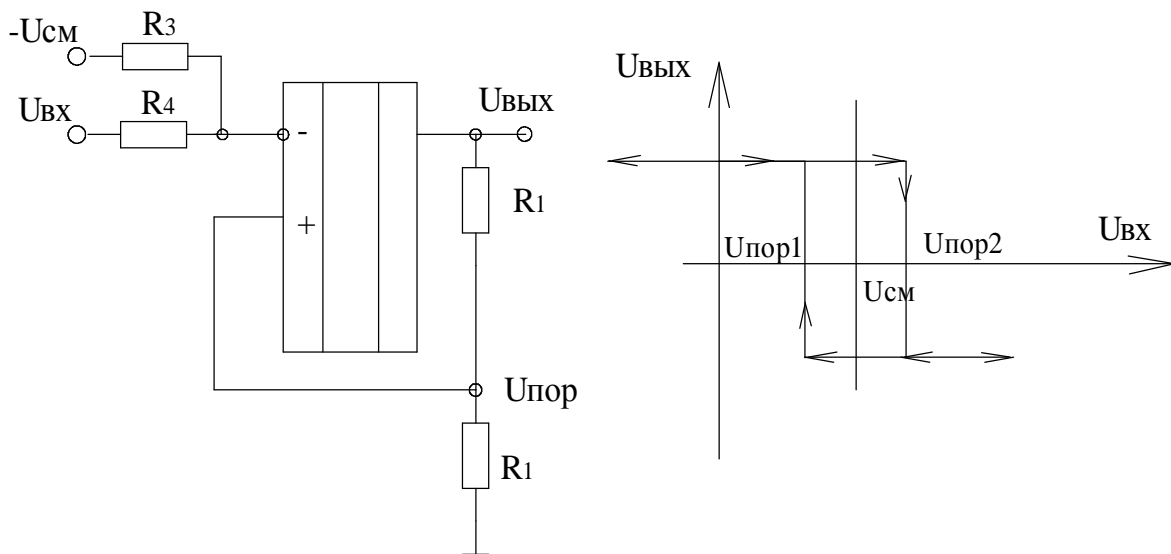 -Uсм
R3
Uвх
R4
-
+
Uвых
R1
Uпор
R1
Uвых
Uпор1
Uпор2
Uвх
Uсм